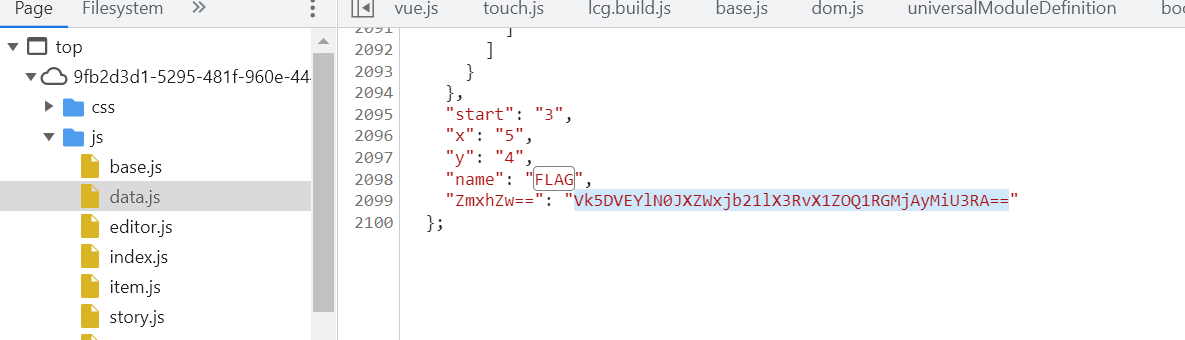 Page Filesystem »
top
9fb2d3d1-5295-481f-960e-44
css
js
base.js
data.js
editor.js
index.js
item.js
story.js
vue.js touch.js lcg.build.js base.js dom.js universalModuleDefinition boo
2091 ]
2092 ]
2093 }
2094 },
2095 "start": "3",
2096 "x": "5",
2097 "y": "4",
2098 "name": "FLAG",
2099 "ZmxhZw==": "Vk5DVEYlN0JXZWxjb21lX3RvX1ZOQ1RGMjAyMiU3RA=="
2100 };